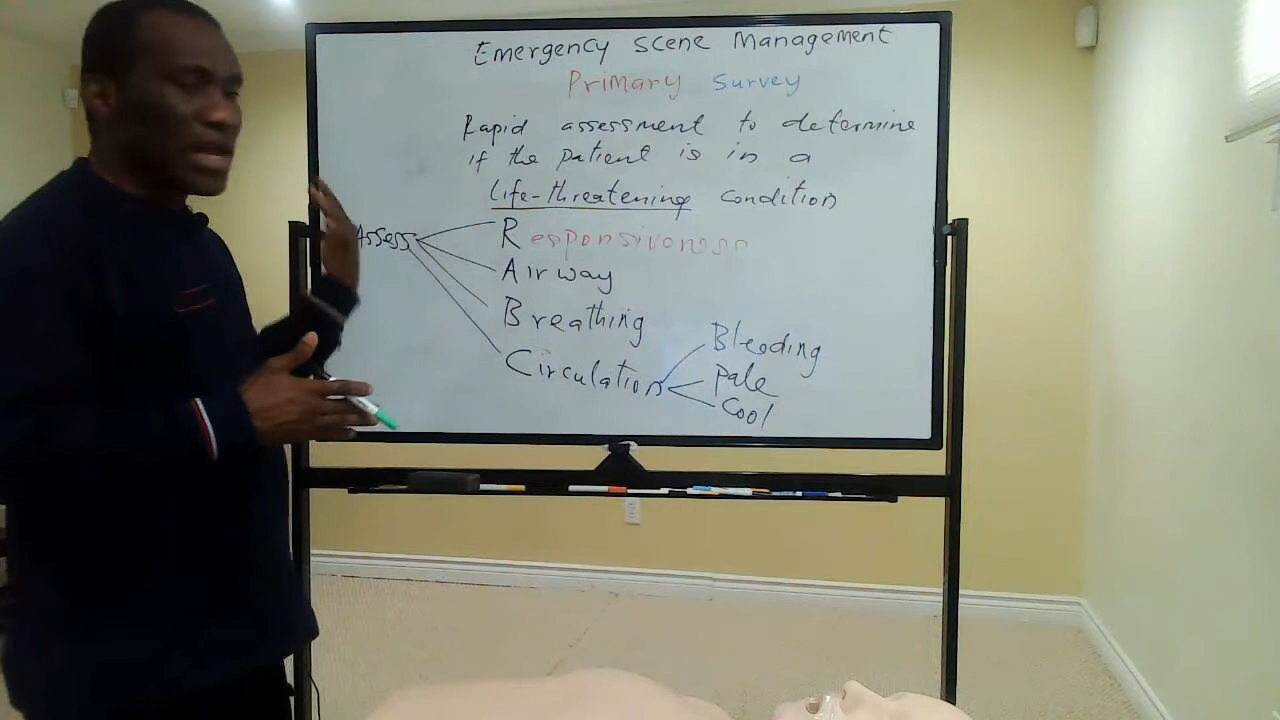 Emergency Scene Management
Primary Survey
Rapid assessment to determine
if the patient is in a
life-threatening condition
Assess
Responsiveness
Airway
Breathing
Circulation
Bleeding
Pale
Cool